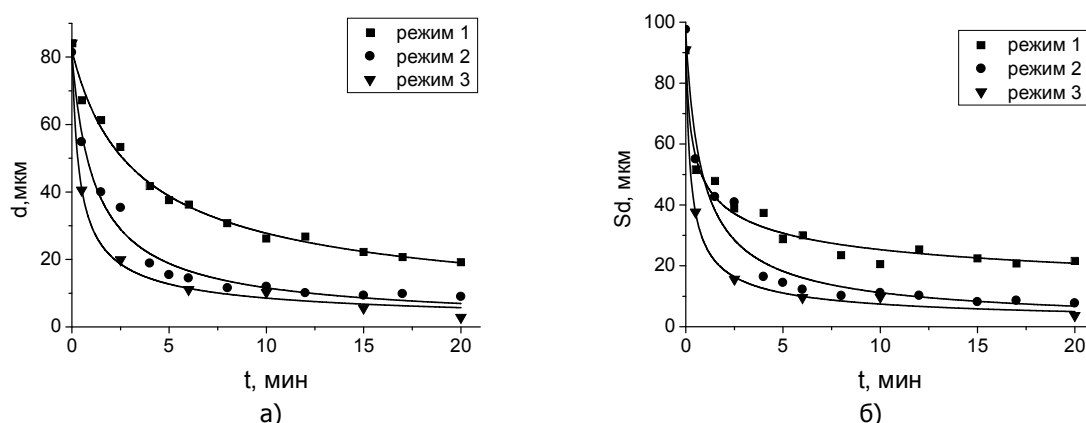 d,мкм
80
60
40
20
0
0 5 10 15 20
t, мин
а)
режим 1
режим 2
режим 3
Sd, мкм
100
80
60
40
20
0
0 5 10 15 20
t, мин
б)
режим 1
режим 2
режим 3